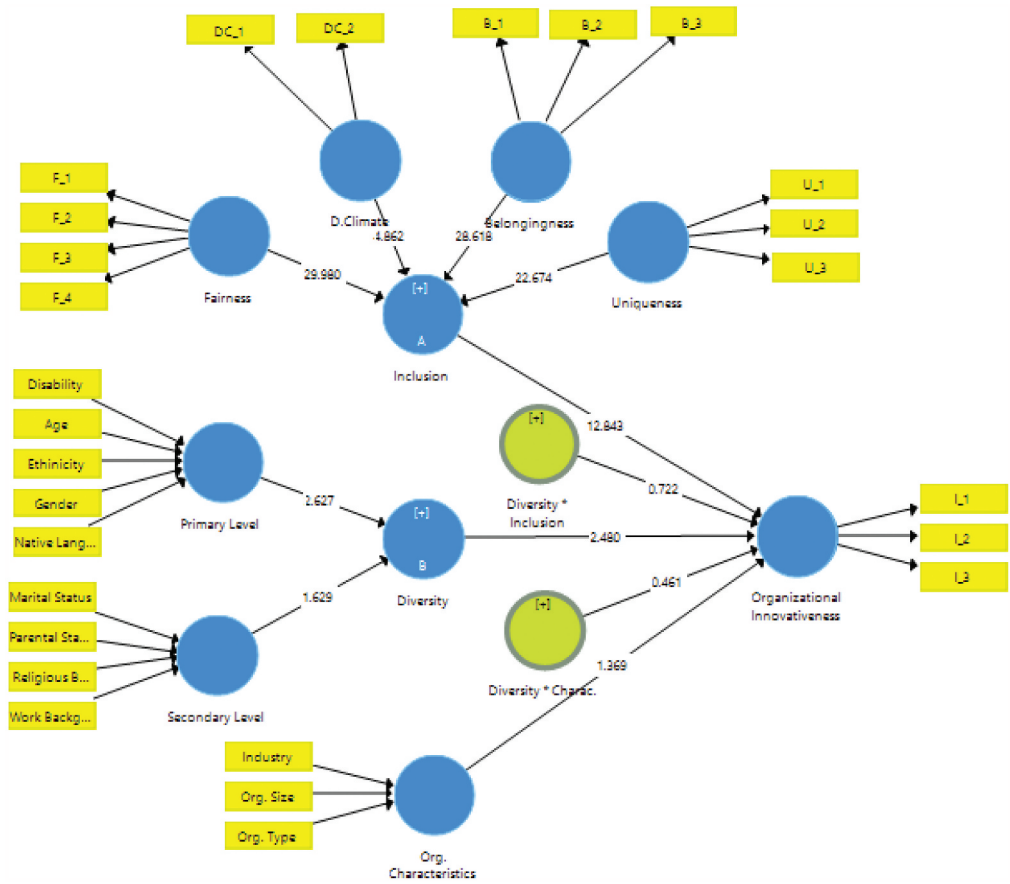 DC_1
DC_2
B_1
B_2
B_3
F_1
F_2
F_3
F_4
U_1
U_2
U_3
D.Climate
Belongingness
4.862
28.618
29.980
22.674
Fairness
Uniqueness
[+]
A
Inclusion
Disability
Age
Ethinicity
Gender
Native Lang...
Primary Level
2.627
[+]
B
Diversity
12.843
[+]
Diversity *
Inclusion
0.722
2.480
I_1
I_2
I_3
Organizational
Innovativeness
Marital Status
Parental Sta...
Religious B...
Work Backg...
Secondary Level
1.629
0.461
[+]
Diversity * Charac.
1.369
Industry
Org. Size
Org. Type
Org.
Characteristics